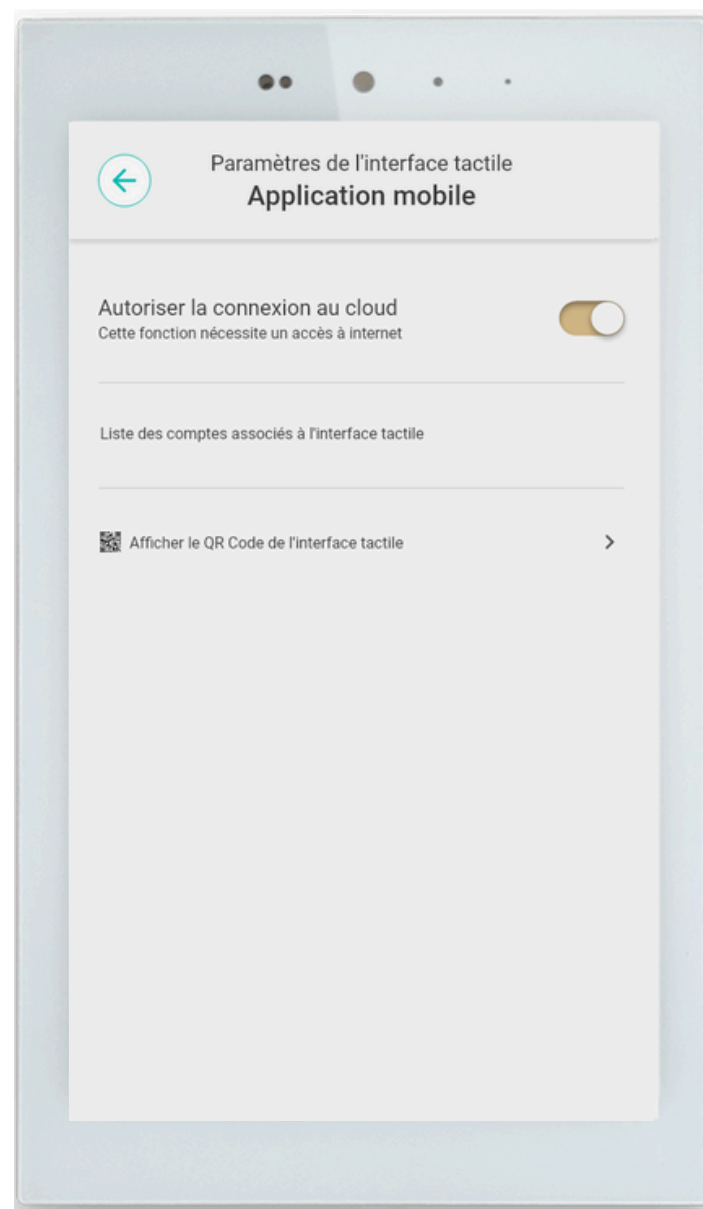 Paramètres de l'interface tactile
Application mobile
Autoriser la connexion au cloud
Cette fonction nécessite un accès à internet
Liste des comptes associés à l'interface tactile
Afficher le QR Code de l'interface tactile